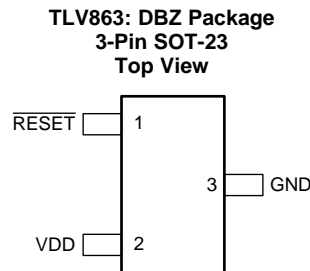 TLV863: DBZ Package
3-Pin SOT-23
Top View
RESET 1
3 GND
VDD 2